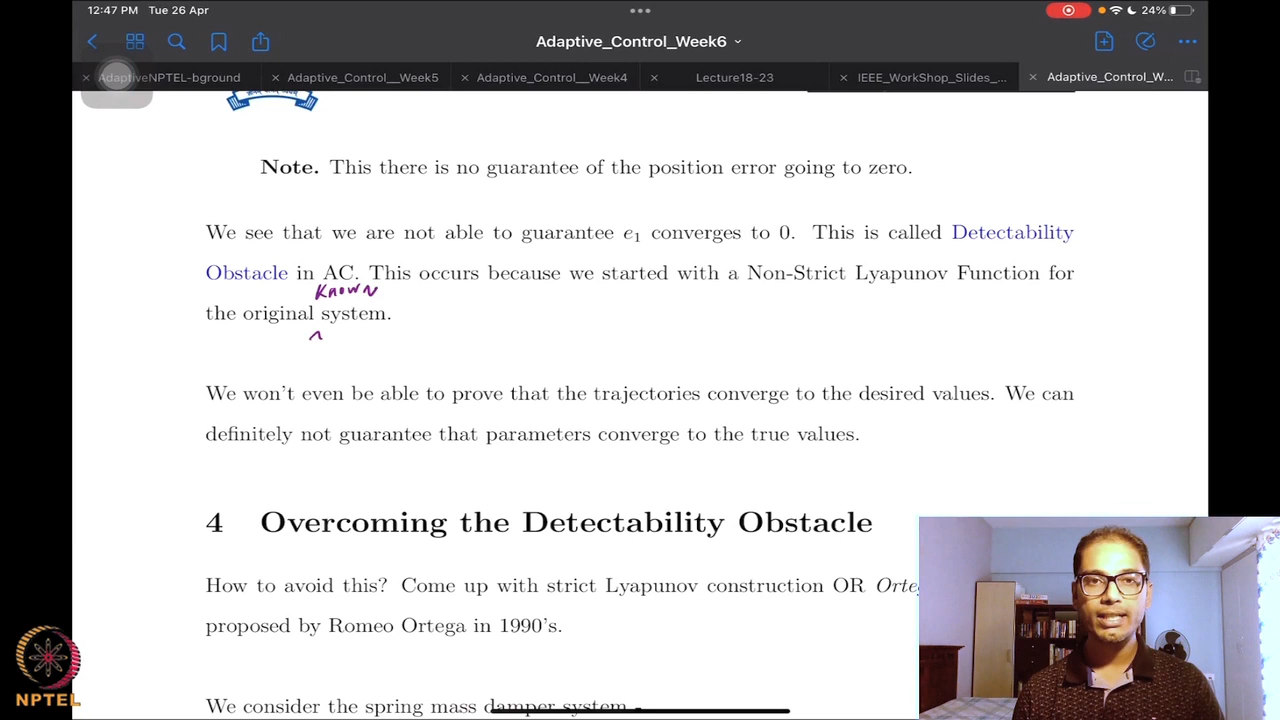 12:47 PM Tue 26 Apr
24%
Adaptive_Control_Week6
AdaptiveNPTEL-bground
Adaptive_Control__Week5
Adaptive_Control__Week4
Lecture18-23
IEEE_WorkShop_Slides_...
Adaptive_Control_W...
Note. This there is no guarantee of the position error going to zero.
We see that we are not able to guarantee e₁ converges to 0. This is called Detectability
Obstacle in AC. This occurs because we started with a Non-Strict Lyapunov Function for
KNOWN
the original system.
We won't even be able to prove that the trajectories converge to the desired values. We can
definitely not guarantee that parameters converge to the true values.
4 Overcoming the Detectability Obstacle
How to avoid this? Come up with strict Lyapunov construction OR
proposed by Romeo Ortega in 1990's.
We consider the spring mass damper system -
NPTEL